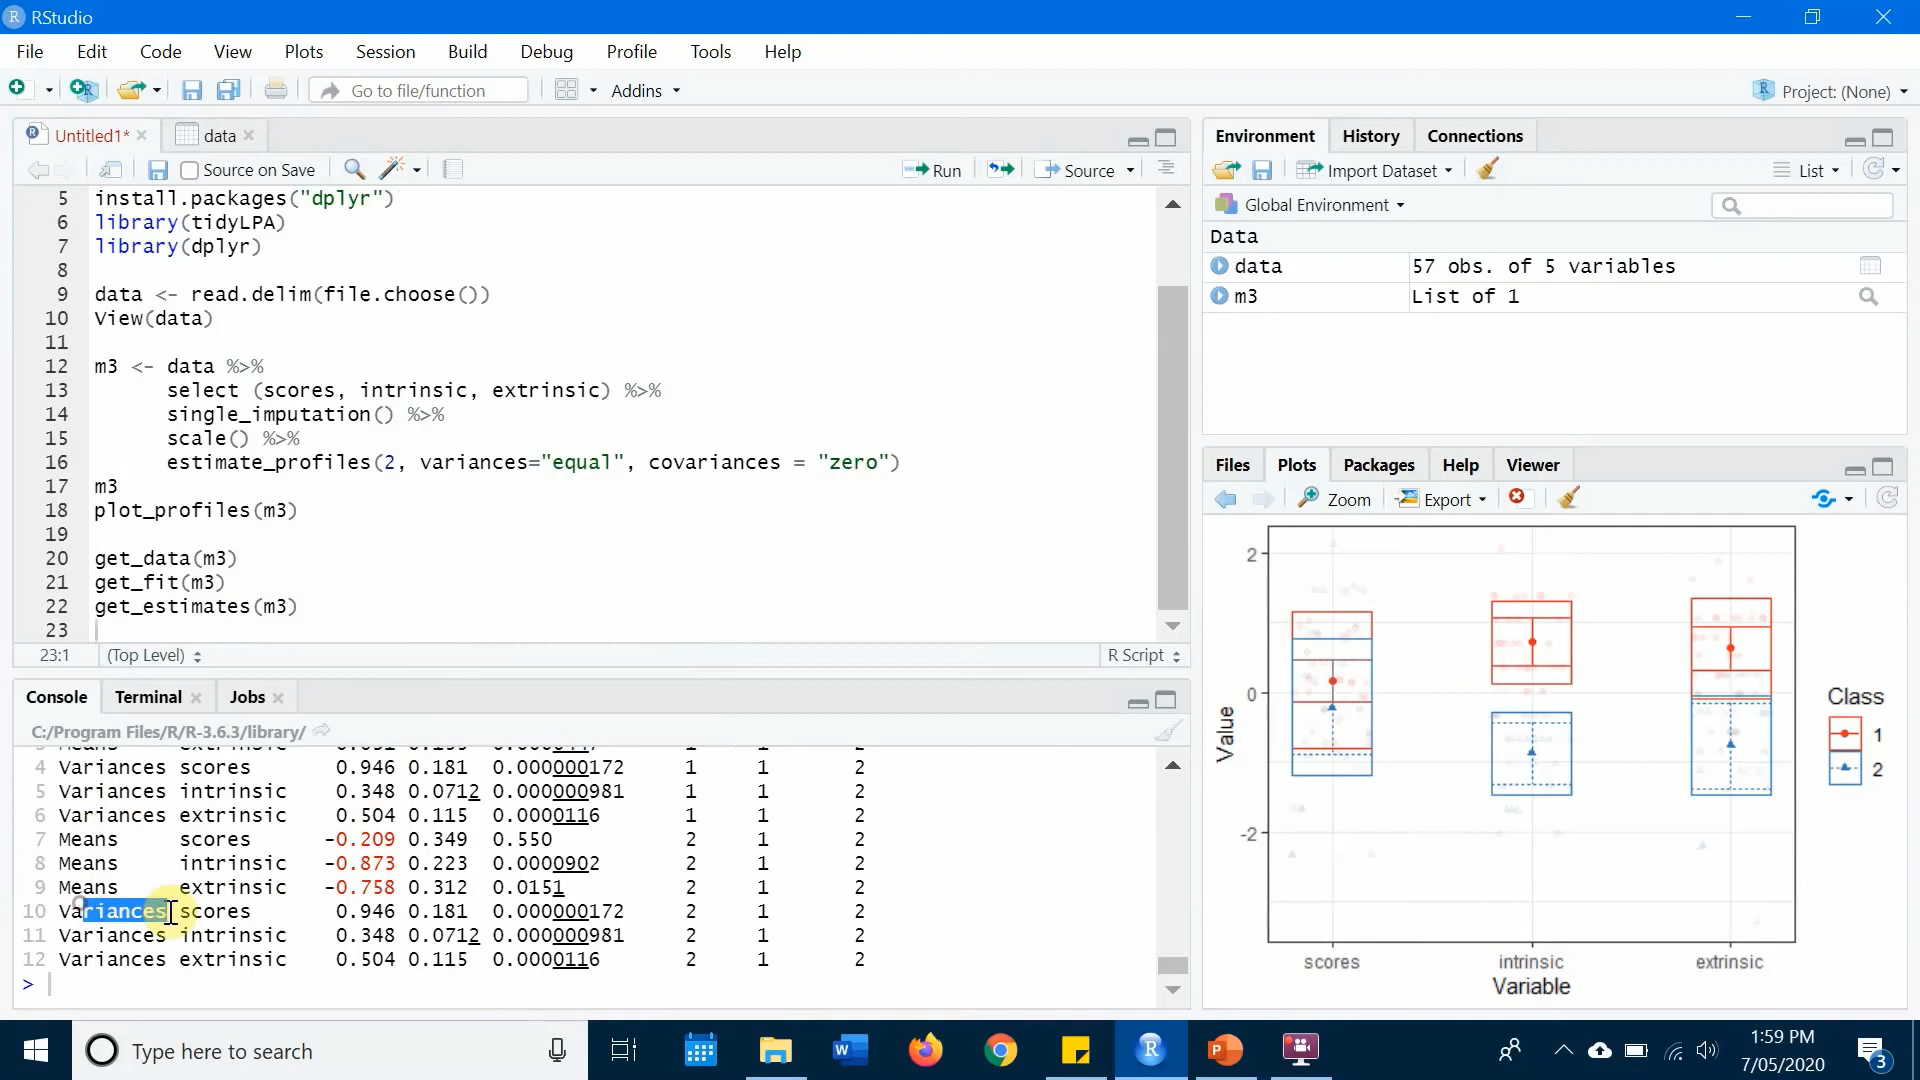 RStudio
File Edit Code View Plots Session Build Debug Profile Tools Help
Go to file/function Addins Project: (None)
Untitled1* data
Source on Save Run Source
5 install.packages("dplyr")
6 library(tidyLPA)
7 library(dplyr)
8
9 data <- read.delim(file.choose())
10 View(data)
11
12 m3 <- data %>%
13 select (scores, intrinsic, extrinsic) %>%
14 single_imputation() %>%
15 scale() %>%
16 estimate_profiles(2, variances="equal", covariances = "zero")
17 m3
18 plot_profiles(m3)
19
20 get_data(m3)
21 get_fit(m3)
22 get_estimates(m3)
23
23:1 (Top Level) R Script
Console Terminal Jobs
C:/Program Files/R/R-3.6.3/library/
4 Variances scores 0.946 0.181 0.000000172 1 1 2
5 Variances intrinsic 0.348 0.0712 0.000000981 1 1 2
6 Variances extrinsic 0.504 0.115 0.0000116 1 1 2
7 Means scores -0.209 0.349 0.550 2 1 2
8 Means intrinsic -0.873 0.223 0.0000902 2 1 2
9 Means extrinsic -0.758 0.312 0.0151 2 1 2
10 Variances scores 0.946 0.181 0.000000172 2 1 2
11 Variances intrinsic 0.348 0.0712 0.000000981 2 1 2
12 Variances extrinsic 0.504 0.115 0.0000116 2 1 2
>
Environment History Connections
Import Dataset List
Global Environment
Data
data 57 obs. of 5 variables
m3 List of 1
Files Plots Packages Help Viewer
Zoom Export
2
0
-2
Value
scores intrinsic extrinsic
Variable
Class
1
2
Type here to search
1:59 PM
7/05/2020
3